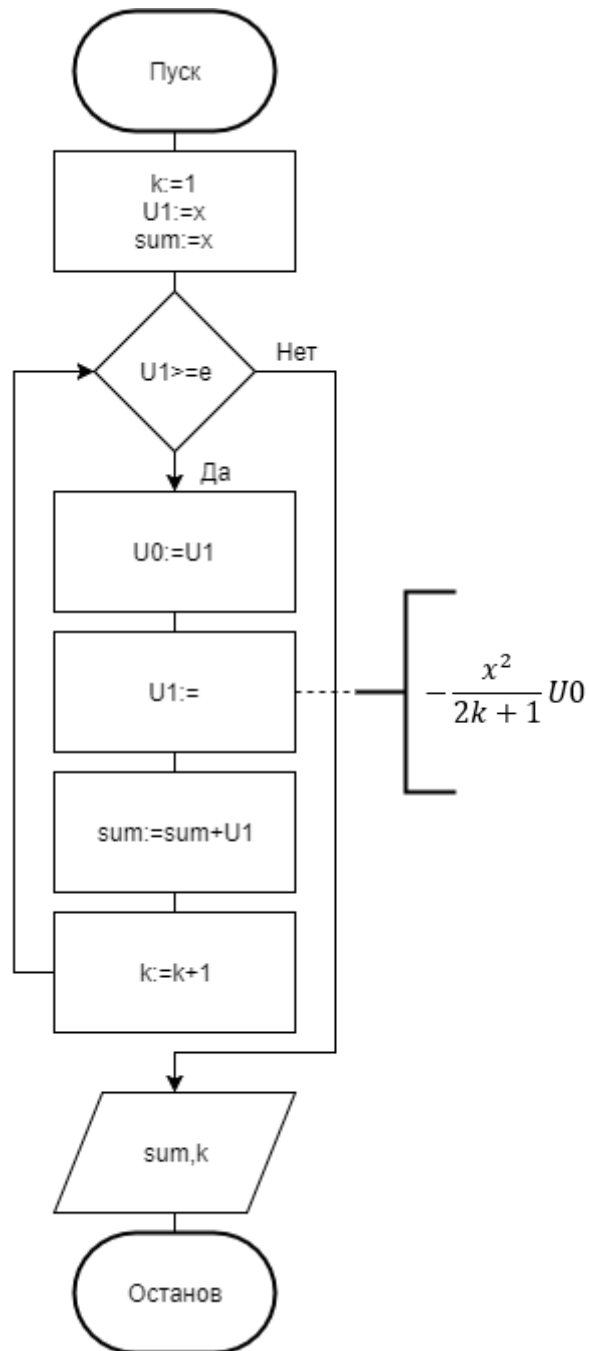 Пуск
k:=1
U1:=x
sum:=x
U1>=e
Нет
Да
U0:=U1
U1:=
−x²/(2k + 1) U0
sum:=sum+U1
k:=k+1
sum,k
Останов